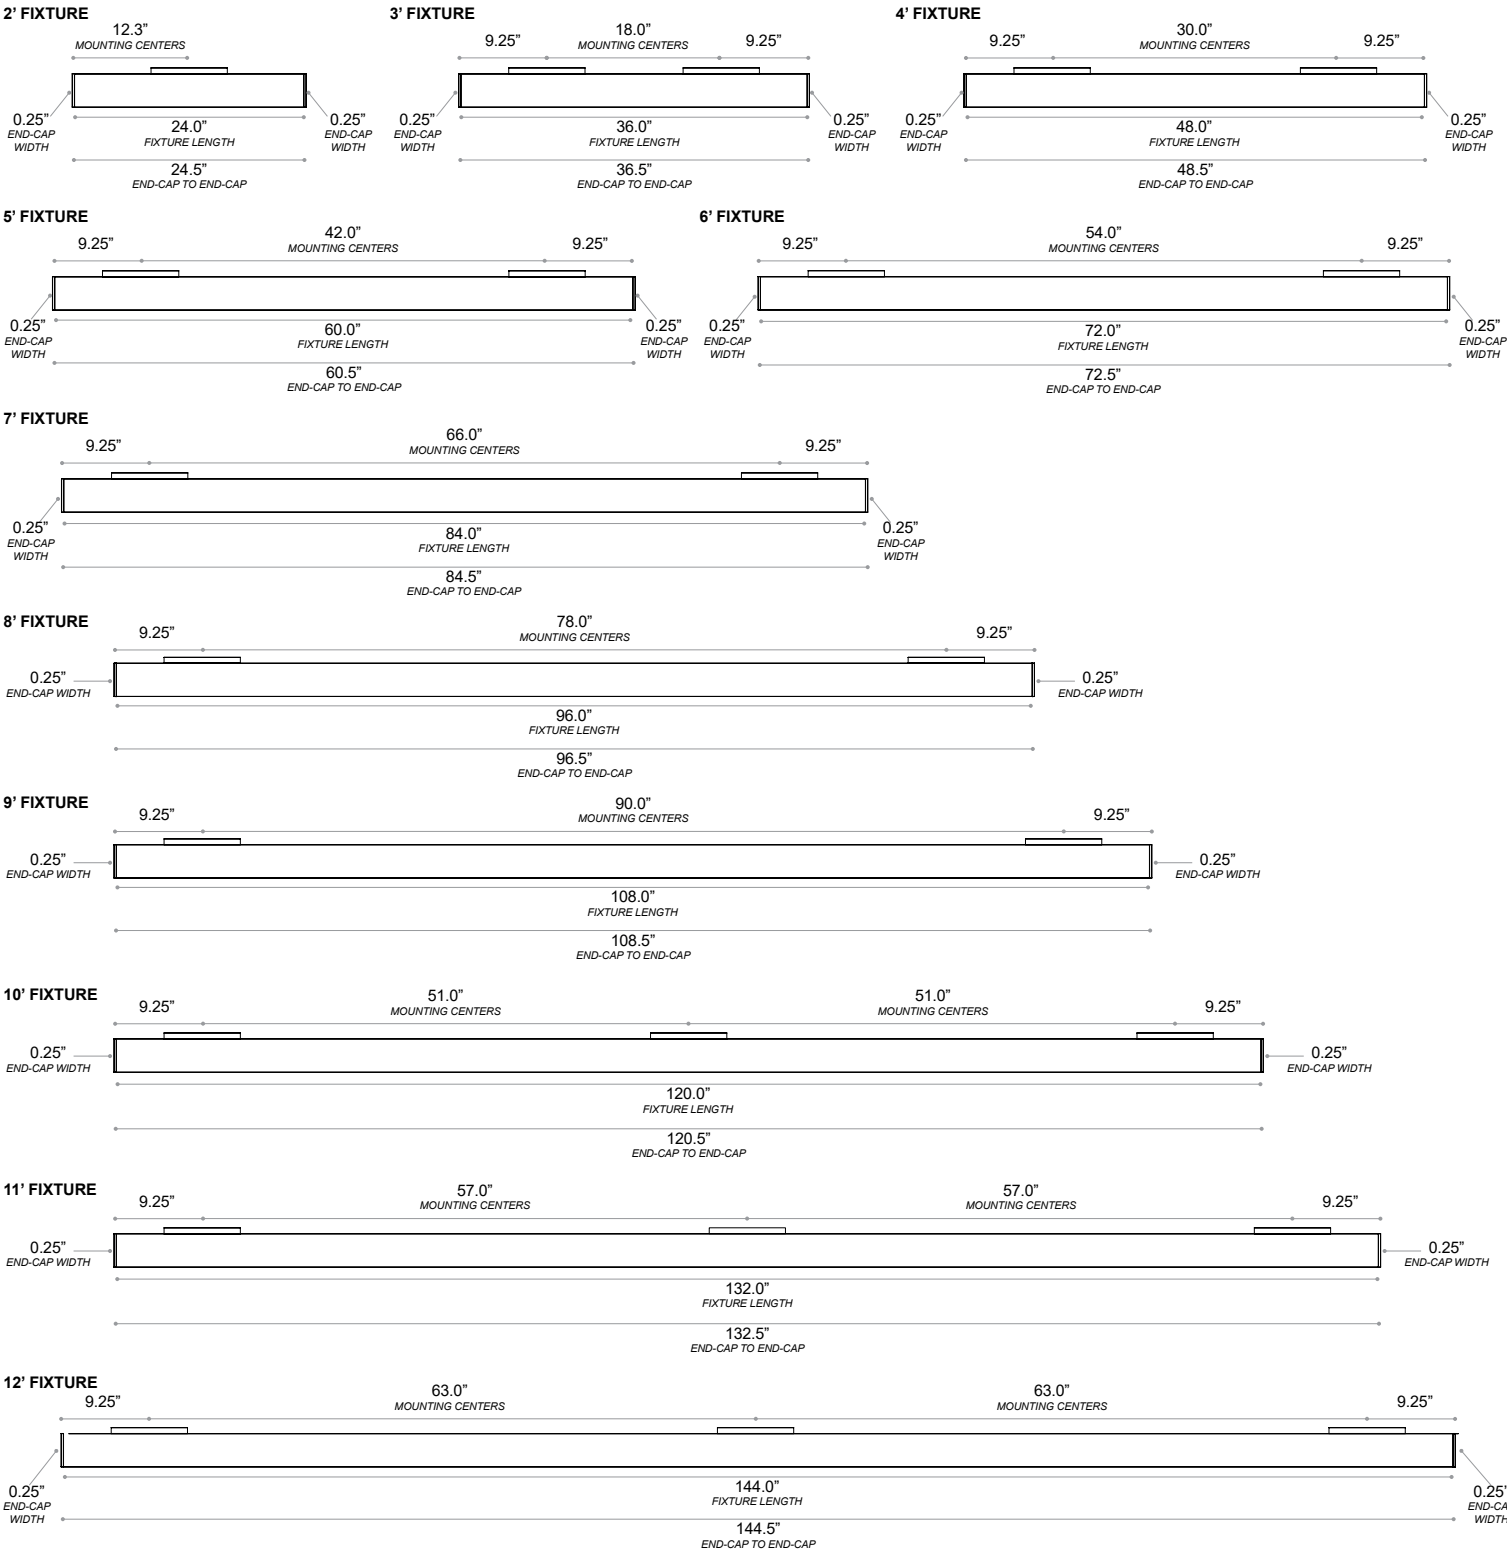 2’ FIXTURE
12.3”
MOUNTING CENTERS
0.25”
END-CAP
WIDTH
24.0”
FIXTURE LENGTH
0.25”
END-CAP
WIDTH
24.5”
END-CAP TO END-CAP
3’ FIXTURE
9.25”
18.0”
MOUNTING CENTERS
9.25”
0.25”
END-CAP
WIDTH
36.0”
FIXTURE LENGTH
0.25”
END-CAP
WIDTH
36.5”
END-CAP TO END-CAP
4’ FIXTURE
9.25”
30.0”
MOUNTING CENTERS
9.25”
0.25”
END-CAP
WIDTH
48.0”
FIXTURE LENGTH
0.25”
END-CAP
WIDTH
48.5”
END-CAP TO END-CAP
5’ FIXTURE
9.25”
42.0”
MOUNTING CENTERS
9.25”
0.25”
END-CAP
WIDTH
60.0”
FIXTURE LENGTH
0.25”
END-CAP
WIDTH
60.5”
END-CAP TO END-CAP
6’ FIXTURE
9.25”
54.0”
MOUNTING CENTERS
9.25”
0.25”
END-CAP
WIDTH
72.0”
FIXTURE LENGTH
0.25”
END-CAP
WIDTH
72.5”
END-CAP TO END-CAP
7’ FIXTURE
9.25”
66.0”
MOUNTING CENTERS
9.25”
0.25”
END-CAP
WIDTH
84.0”
FIXTURE LENGTH
0.25”
END-CAP
WIDTH
84.5”
END-CAP TO END-CAP
8’ FIXTURE
9.25”
78.0”
MOUNTING CENTERS
9.25”
0.25”
END-CAP WIDTH
0.25”
END-CAP WIDTH
96.0”
FIXTURE LENGTH
96.5”
END-CAP TO END-CAP
9’ FIXTURE
9.25”
90.0”
MOUNTING CENTERS
9.25”
0.25”
END-CAP WIDTH
0.25”
END-CAP WIDTH
108.0”
FIXTURE LENGTH
108.5”
END-CAP TO END-CAP
10’ FIXTURE
9.25”
51.0”
MOUNTING CENTERS
51.0”
MOUNTING CENTERS
9.25”
0.25”
END-CAP WIDTH
0.25”
END-CAP WIDTH
120.0”
FIXTURE LENGTH
120.5”
END-CAP TO END-CAP
11’ FIXTURE
9.25”
57.0”
MOUNTING CENTERS
57.0”
MOUNTING CENTERS
9.25”
0.25”
END-CAP WIDTH
0.25”
END-CAP WIDTH
132.0”
FIXTURE LENGTH
132.5”
END-CAP TO END-CAP
12’ FIXTURE
9.25”
63.0”
MOUNTING CENTERS
63.0”
MOUNTING CENTERS
9.25”
0.25”
END-CAP
WIDTH
144.0”
FIXTURE LENGTH
0.25”
END-CA
WIDTH
144.5”
END-CAP TO END-CAP